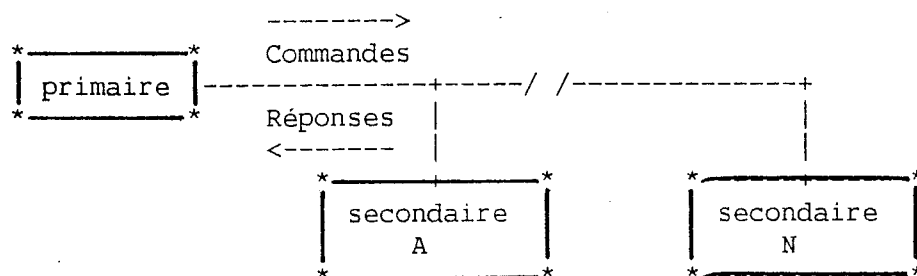 Commandes
primaire
Réponses
secondaire
A
secondaire
N